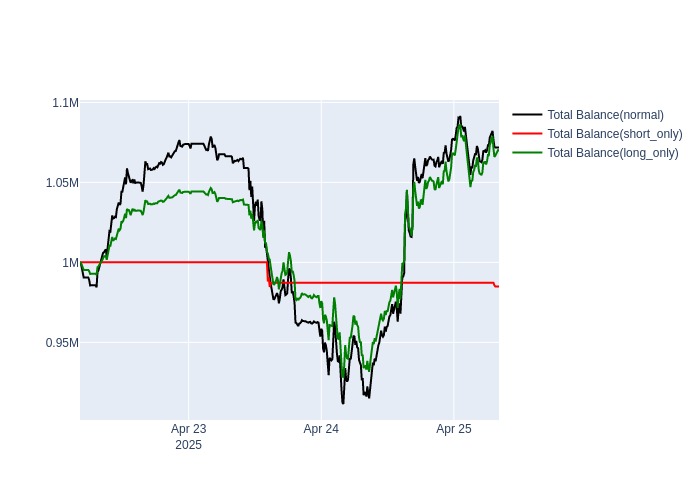 1.1M
1.05M
1M
0.95M
Apr 23
2025
Apr 24
Apr 25
Total Balance(normal)
Total Balance(short_only)
Total Balance(long_only)